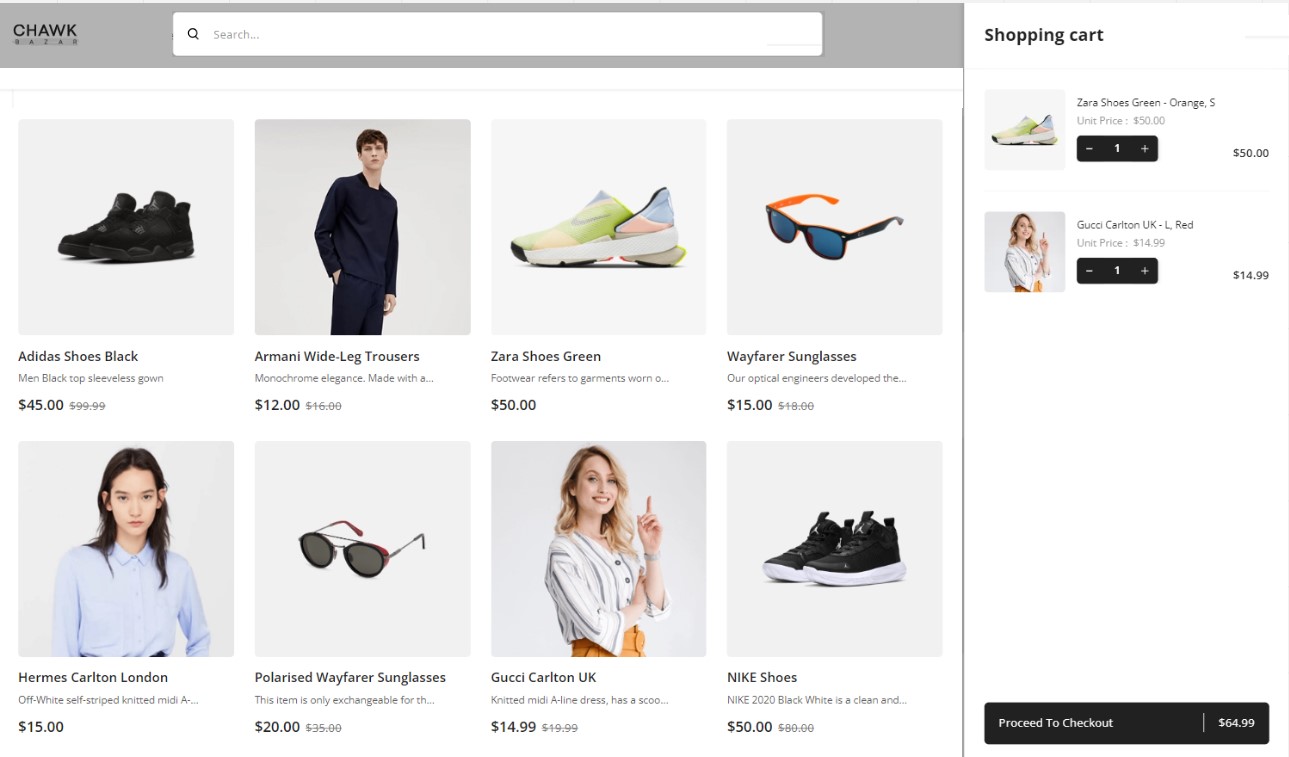 CHAWK
BAZAR
Search...
Shopping cart
Zara Shoes Green - Orange, S
Unit Price : $50.00
- 1 +
$50.00
Gucci Carlton UK - L, Red
Unit Price : $14.99
- 1 +
$14.99
Adidas Shoes Black
Men Black top sleeveless gown
$45.00 $99.99
Armani Wide-Leg Trousers
Monochrome elegance. Made with a...
$12.00 $16.00
Zara Shoes Green
Footwear refers to garments worn o...
$50.00
Wayfarer Sunglasses
Our optical engineers developed the...
$15.00 $18.00
Hermes Carlton London
Off-White self-striped knitted midi A-...
$15.00
Polarised Wayfarer Sunglasses
This item is only exchangeable for th...
$20.00 $35.00
Gucci Carlton UK
Knitted midi A-line dress, has a scoo...
$14.99 $19.99
NIKE Shoes
NIKE 2020 Black White is a clean and...
$50.00 $80.00
Proceed To Checkout
$64.99